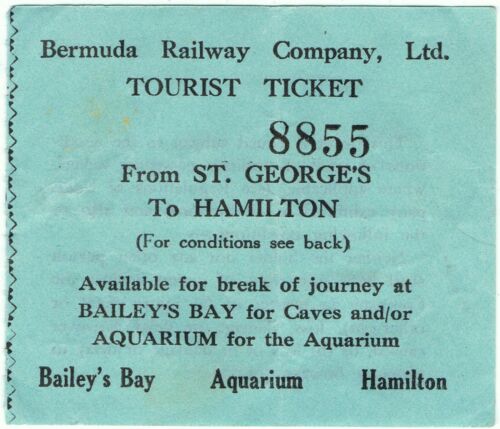 Bermuda Railway Company, Ltd.
TOURIST TICKET
8855
From ST. GEORGE'S
To HAMILTON
(For conditions see back)
Available for break of journey at
BAILEY'S BAY for Caves and/or
AQUARIUM for the Aquarium
Bailey's Bay Aquarium Hamilton